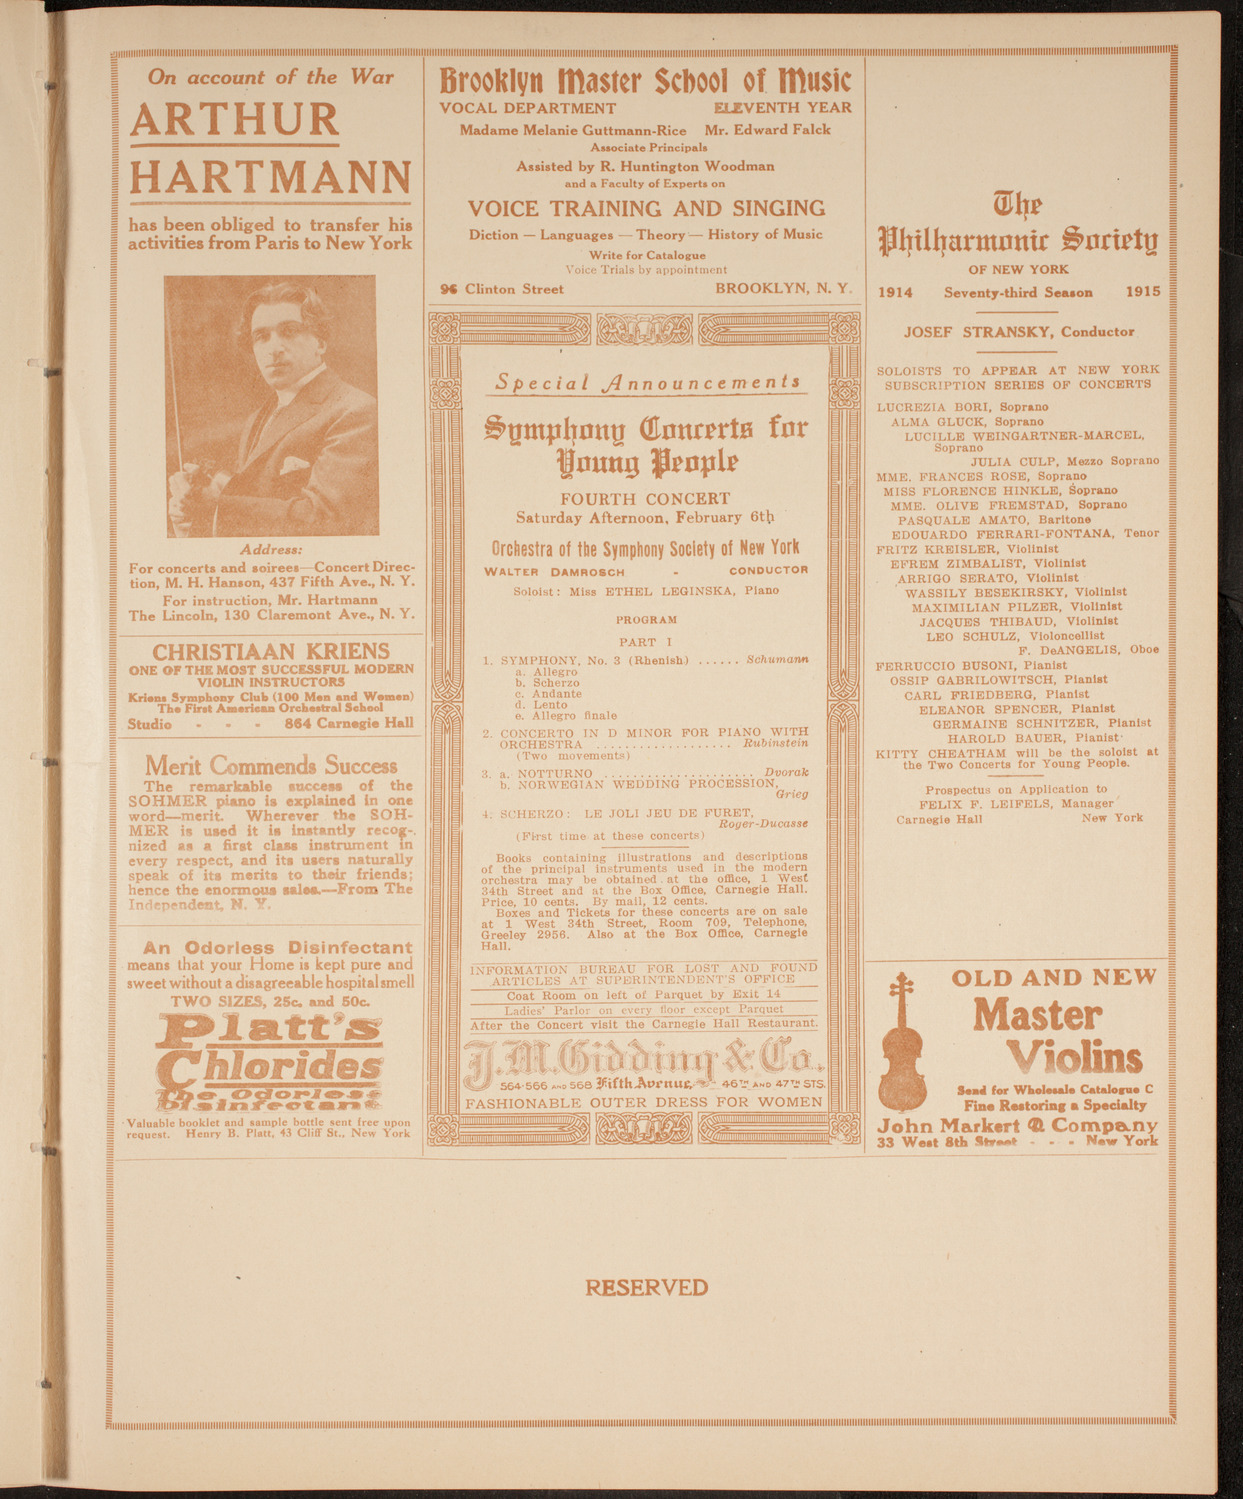 On account of the War
ARTHUR
HARTMANN
has been obliged to transfer his
activities from Paris to New York
Address:
For concerts and soirees—Concert Direc-
tion, M. H. Hanson, 437 Fifth Ave., N. Y.
For instruction, Mr. Hartmann
The Lincoln, 130 Claremont Ave., N. Y.
CHRISTIAAN KRIENS
ONE OF THE MOST SUCCESSFUL MODERN
VIOLIN INSTRUCTORS
Kriens Symphony Club (100 Men and Women)
The First American Orchestral School
Studio - - - 864 Carnegie Hall
Merit Commends Success
The remarkable success of the
SOHMER piano is explained in one
word—merit. Wherever the SOH-
MER is used it is instantly recog-
nized as a first class instrument in
every respect, and its users naturally
speak of its merits to their friends;
hence the enormous sales.—From The
Independent, N. Y.
An Odorless Disinfectant
means that your Home is kept pure and
sweet without a disagreeable hospital smell
TWO SIZES, 25c. and 50c.
Platt's
Chlorides
The Odorless
Disinfectant
Valuable booklet and sample bottle sent free upon
request. Henry B. Platt, 43 Cliff St., New York
Brooklyn Master School of Music
VOCAL DEPARTMENT ELEVENTH YEAR
Madame Melanie Guttmann-Rice Mr. Edward Falck
Associate Principals
Assisted by R. Huntington Woodman
and a Faculty of Experts on
VOICE TRAINING AND SINGING
Diction — Languages — Theory — History of Music
Write for Catalogue
Voice Trials by appointment
96 Clinton Street BROOKLYN, N. Y.
Special Announcements
Symphony Concerts for
Young People
FOURTH CONCERT
Saturday Afternoon, February 6th
Orchestra of the Symphony Society of New York
WALTER DAMROSCH - CONDUCTOR
Soloist: Miss ETHEL LEGINSKA, Piano
PROGRAM
PART I
1. SYMPHONY, No. 3 (Rhenish) ...... Schumann
a. Allegro
b. Scherzo
c. Andante
d. Lento
e. Allegro finale
2. CONCERTO IN D MINOR FOR PIANO WITH
ORCHESTRA ................... Rubinstein
(Two movements)
3. a. NOTTURNO ..................... Dvorak
b. NORWEGIAN WEDDING PROCESSION,
Grieg
4. SCHERZO: LE JOLI JEU DE FURET,
Roger-Ducasse
(First time at these concerts)
Books containing illustrations and descriptions
of the principal instruments used in the modern
orchestra may be obtained at the office, 1 West
34th Street and at the Box Office, Carnegie Hall.
Price, 10 cents. By mail, 12 cents.
Boxes and Tickets for these concerts are on sale
at 1 West 34th Street, Room 709, Telephone,
Greeley 2956. Also at the Box Office, Carnegie
Hall.
INFORMATION BUREAU FOR LOST AND FOUND
ARTICLES AT SUPERINTENDENT'S OFFICE
Coat Room on left of Parquet by Exit 14
Ladies' Parlor on every floor except Parquet
After the Concert visit the Carnegie Hall Restaurant.
J. M. Gidding & Co.
564-566 AND 568 Fifth Avenue, 46TH AND 47TH STS.
FASHIONABLE OUTER DRESS FOR WOMEN
The
Philharmonic Society
OF NEW YORK
1914 Seventy-third Season 1915
JOSEF STRANSKY, Conductor
SOLOISTS TO APPEAR AT NEW YORK
SUBSCRIPTION SERIES OF CONCERTS
LUCREZIA BORI, Soprano
ALMA GLUCK, Soprano
LUCILLE WEINGARTNER-MARCEL,
Soprano
JULIA CULP, Mezzo Soprano
MME. FRANCES ROSE, Soprano
MISS FLORENCE HINKLE, Soprano
MME. OLIVE FREMSTAD, Soprano
PASQUALE AMATO, Baritone
EDOUARDO FERRARI-FONTANA, Tenor
FRITZ KREISLER, Violinist
EFREM ZIMBALIST, Violinist
ARRIGO SERATO, Violinist
WASSILY BESEKIRSKY, Violinist
MAXIMILIAN PILZER, Violinist
JACQUES THIBAUD, Violinist
LEO SCHULZ, Violoncellist
F. DeANGELIS, Oboe
FERRUCCIO BUSONI, Pianist
OSSIP GABRILOWITSCH, Pianist
CARL FRIEDBERG, Pianist
ELEANOR SPENCER, Pianist
GERMAINE SCHNITZER, Pianist
HAROLD BAUER, Pianist
KITTY CHEATHAM will be the soloist at
the Two Concerts for Young People.
Prospectus on Application to
FELIX F. LEIFELS, Manager
Carnegie Hall New York
OLD AND NEW
Master
Violins
Send for Wholesale Catalogue C
Fine Restoring a Specialty
John Markert & Company
33 West 8th Street - - - New York
RESERVED